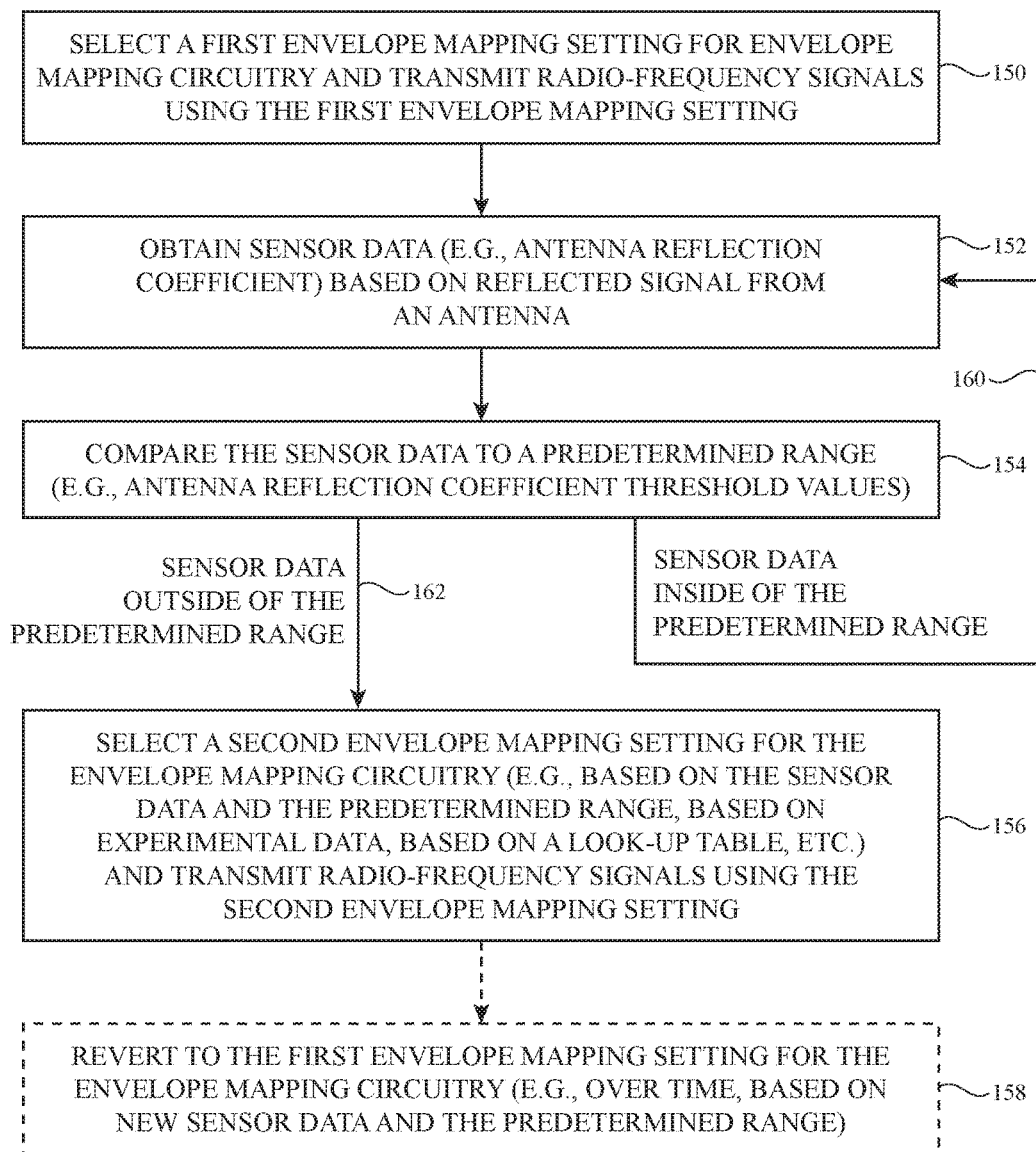 SELECT A FIRST ENVELOPE MAPPING SETTING FOR ENVELOPE
MAPPING CIRCUITRY AND TRANSMIT RADIO-FREQUENCY SIGNALS
USING THE FIRST ENVELOPE MAPPING SETTING
150
OBTAIN SENSOR DATA (E.G., ANTENNA REFLECTION
COEFFICIENT) BASED ON REFLECTED SIGNAL FROM
AN ANTENNA
152
160
COMPARE THE SENSOR DATA TO A PREDETERMINED RANGE
(E.G., ANTENNA REFLECTION COEFFICIENT THRESHOLD VALUES)
154
SENSOR DATA
OUTSIDE OF THE
PREDETERMINED RANGE
162
SENSOR DATA
INSIDE OF THE
PREDETERMINED RANGE
SELECT A SECOND ENVELOPE MAPPING SETTING FOR THE
ENVELOPE MAPPING CIRCUITRY (E.G., BASED ON THE SENSOR
DATA AND THE PREDETERMINED RANGE, BASED ON
EXPERIMENTAL DATA, BASED ON A LOOK-UP TABLE, ETC.)
AND TRANSMIT RADIO-FREQUENCY SIGNALS USING THE
SECOND ENVELOPE MAPPING SETTING
156
REVERT TO THE FIRST ENVELOPE MAPPING SETTING FOR THE
ENVELOPE MAPPING CIRCUITRY (E.G., OVER TIME, BASED ON
NEW SENSOR DATA AND THE PREDETERMINED RANGE)
158